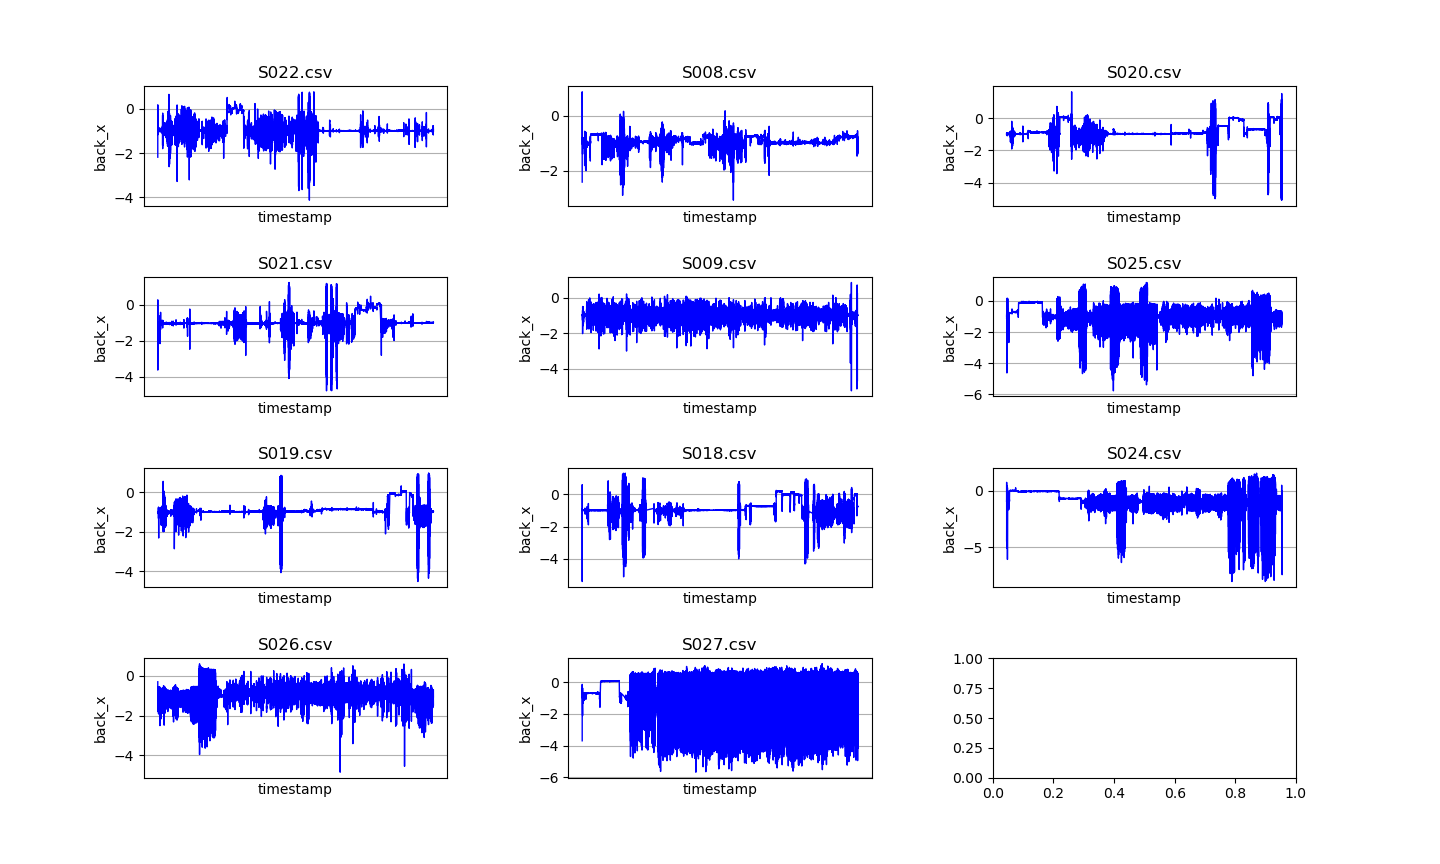 S022.csv
0
−2
−4
back_x
timestamp
S008.csv
0
−2
back_x
timestamp
S020.csv
0
−2
−4
back_x
timestamp
S021.csv
0
−2
−4
back_x
timestamp
S009.csv
0
−2
−4
back_x
timestamp
S025.csv
0
−2
−4
−6
back_x
timestamp
S019.csv
0
−2
−4
back_x
timestamp
S018.csv
0
−2
−4
back_x
timestamp
S024.csv
0
−5
back_x
timestamp
S026.csv
0
−2
−4
back_x
timestamp
S027.csv
0
−2
−4
−6
back_x
timestamp
1.00
0.75
0.50
0.25
0.00
0.0 0.2 0.4 0.6 0.8 1.0